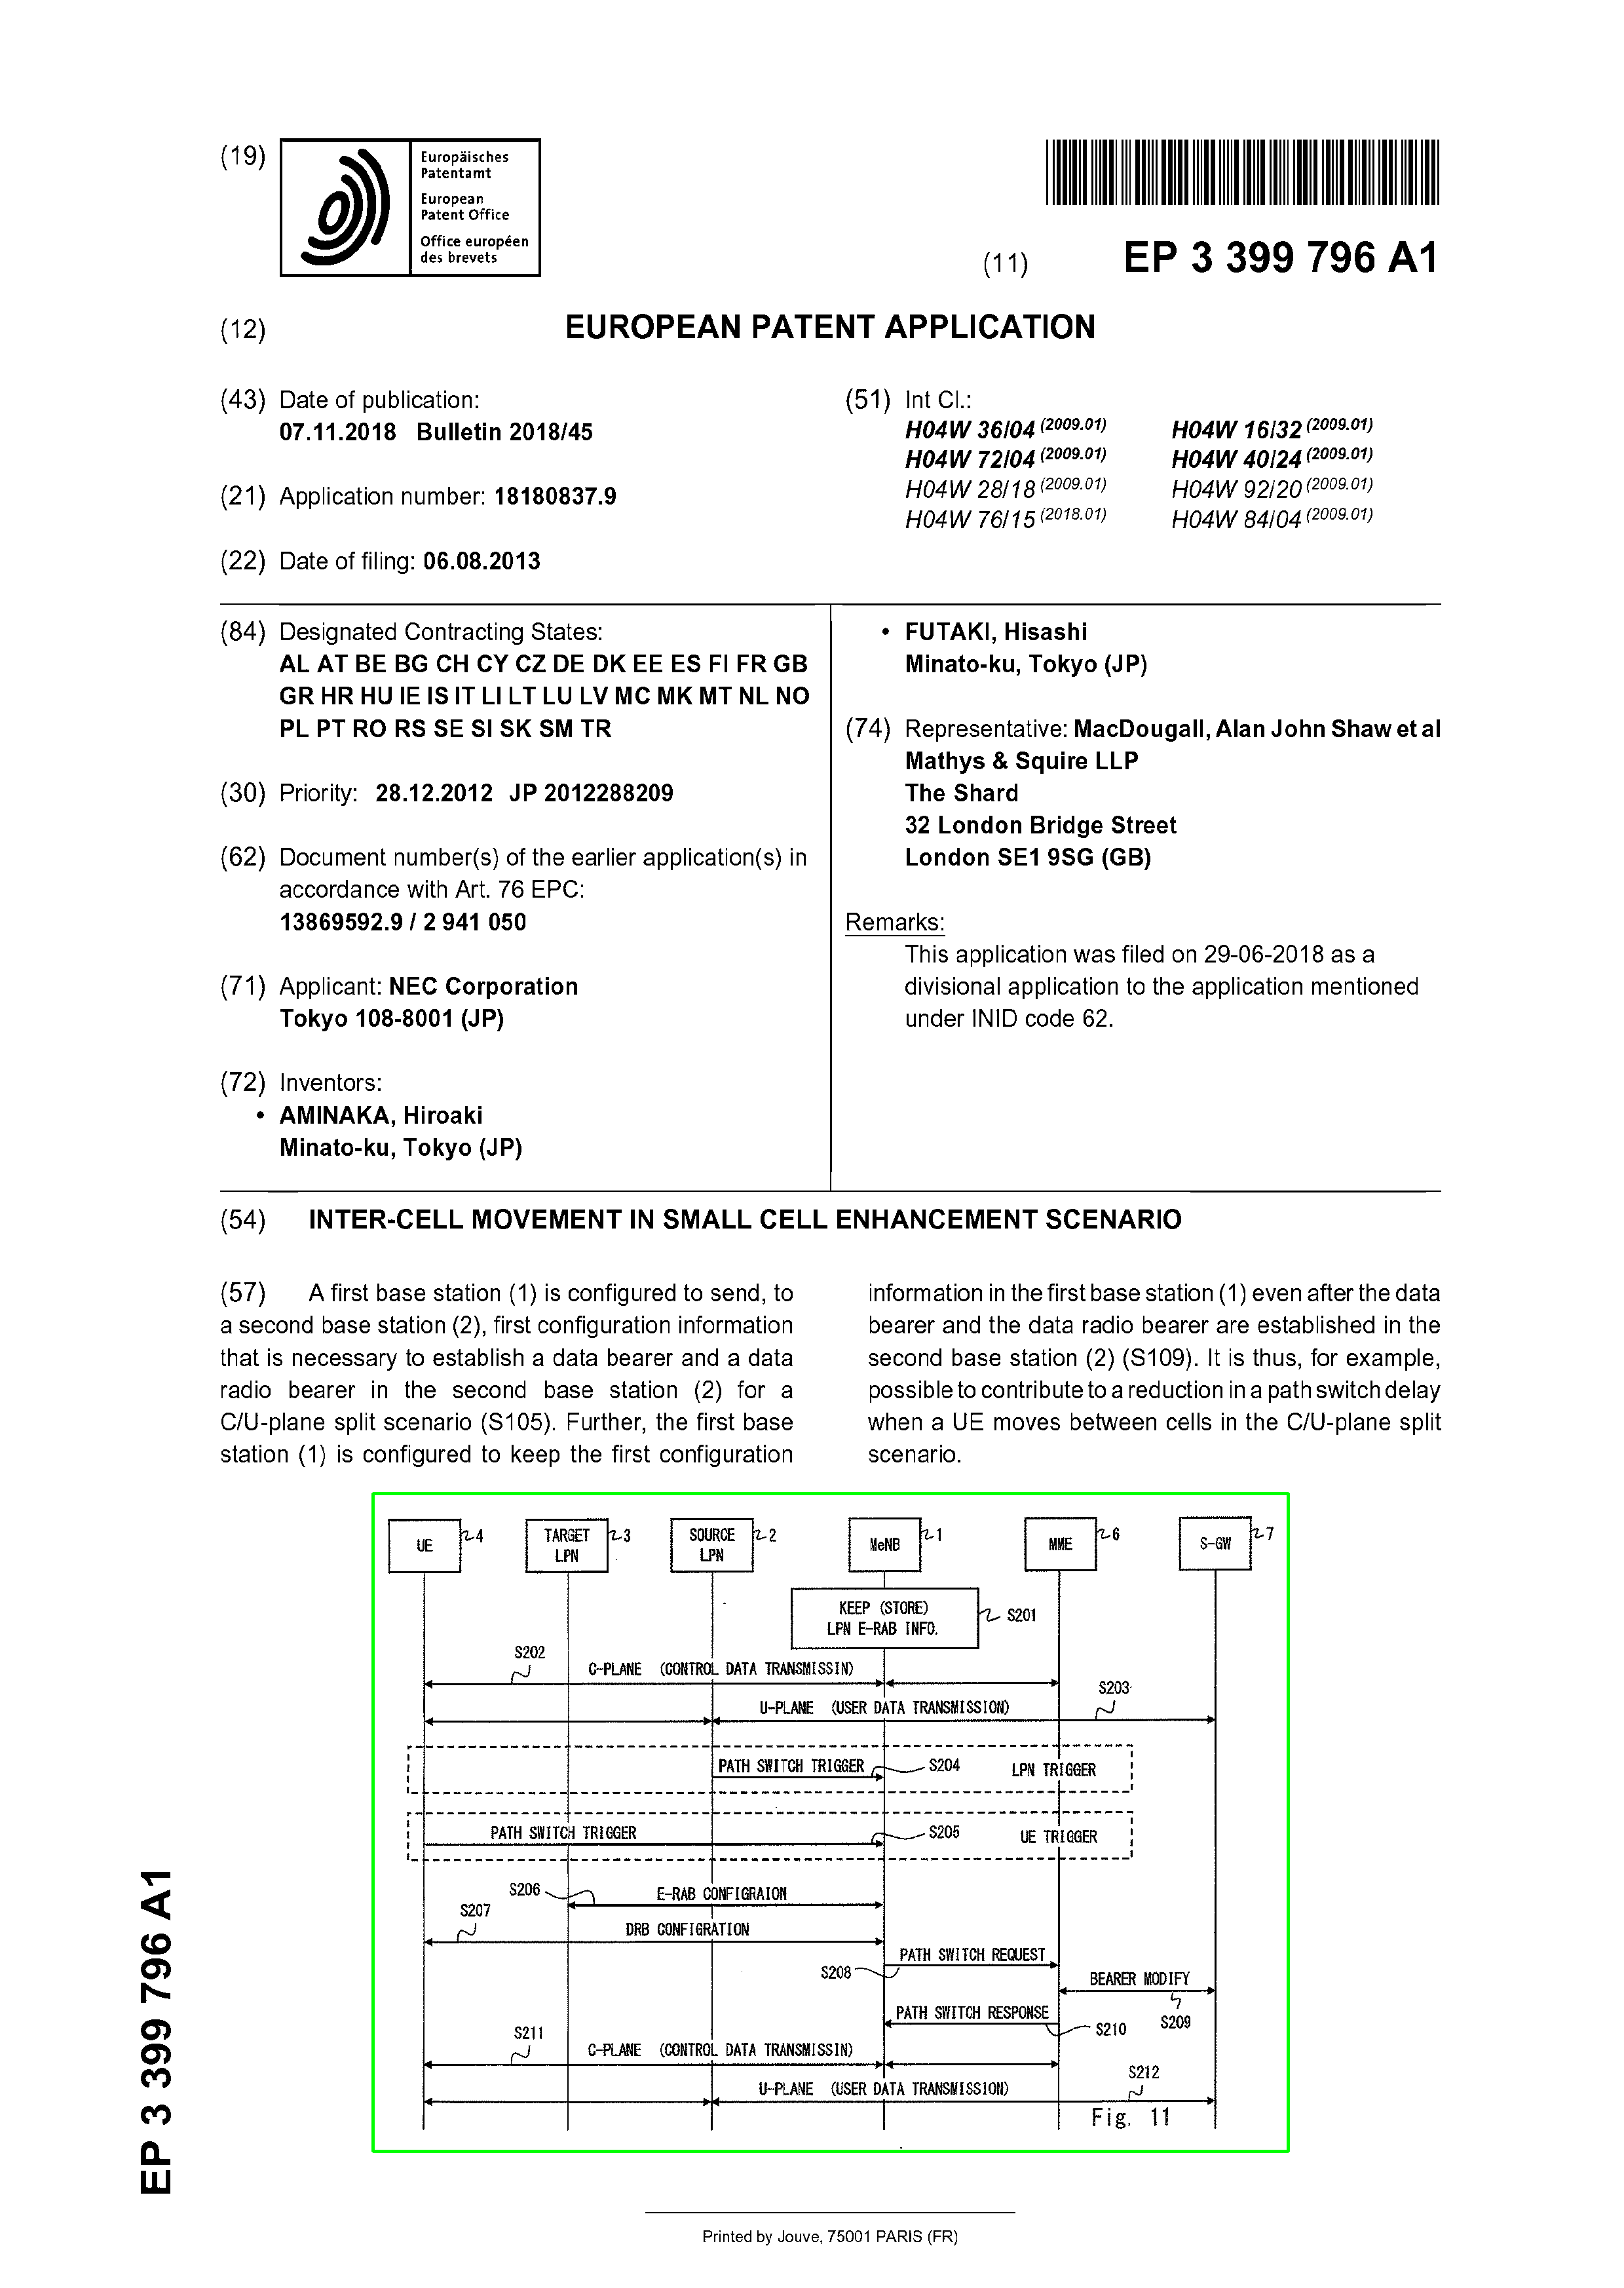 (19)
Europäisches
Patentamt
European
Patent Office
Office européen
des brevets
(11) EP 3 399 796 A1
(12) EUROPEAN PATENT APPLICATION
(43) Date of publication:
07.11.2018 Bulletin 2018/45
(21) Application number: 18180837.9
(22) Date of filing: 06.08.2013
(51) Int Cl.:
H04W 36/04 (2009.01) H04W 16/32 (2009.01)
H04W 72/04 (2009.01) H04W 40/24 (2009.01)
H04W 28/18 (2009.01) H04W 92/20 (2009.01)
H04W 76/15 (2018.01) H04W 84/04 (2009.01)
(84) Designated Contracting States:
AL AT BE BG CH CY CZ DE DK EE ES FI FR GB
GR HR HU IE IS IT LI LT LU LV MC MK MT NL NO
PL PT RO RS SE SI SK SM TR
(30) Priority: 28.12.2012 JP 2012288209
(62) Document number(s) of the earlier application(s) in
accordance with Art. 76 EPC:
13869592.9 / 2 941 050
(71) Applicant: NEC Corporation
Tokyo 108-8001 (JP)
(72) Inventors:
• AMINAKA, Hiroaki
Minato-ku, Tokyo (JP)
• FUTAKI, Hisashi
Minato-ku, Tokyo (JP)
(74) Representative: MacDougall, Alan John Shaw et al
Mathys & Squire LLP
The Shard
32 London Bridge Street
London SE1 9SG (GB)
Remarks:
This application was filed on 29-06-2018 as a
divisional application to the application mentioned
under INID code 62.
(54) INTER-CELL MOVEMENT IN SMALL CELL ENHANCEMENT SCENARIO
(57) A first base station (1) is configured to send, to
a second base station (2), first configuration information
that is necessary to establish a data bearer and a data
radio bearer in the second base station (2) for a
C/U-plane split scenario (S105). Further, the first base
station (1) is configured to keep the first configuration
information in the first base station (1) even after the data
bearer and the data radio bearer are established in the
second base station (2) (S109). It is thus, for example,
possible to contribute to a reduction in a path switch delay
when a UE moves between cells in the C/U-plane split
scenario.
UE 4
TARGET
LPN 3
SOURCE
LPN 2
MeNB 1
MME 6
S-GW 7
KEEP (STORE)
LPN E-RAB INFO. S201
S202
C-PLANE (CONTROL DATA TRANSMISSIN)
S203
U-PLANE (USER DATA TRANSMISSION)
PATH SWITCH TRIGGER S204 LPN TRIGGER
PATH SWITCH TRIGGER S205 UE TRIGGER
S206 E-RAB CONFIGRAION
S207
DRB CONFIGRATION
PATH SWITCH REQUEST
S208
BEARER MODIFY
S209
PATH SWITCH RESPONSE
S210
S211
C-PLANE (CONTROL DATA TRANSMISSIN)
S212
U-PLANE (USER DATA TRANSMISSION)
Fig. 11
EP 3 399 796 A1
Printed by Jouve, 75001 PARIS (FR)